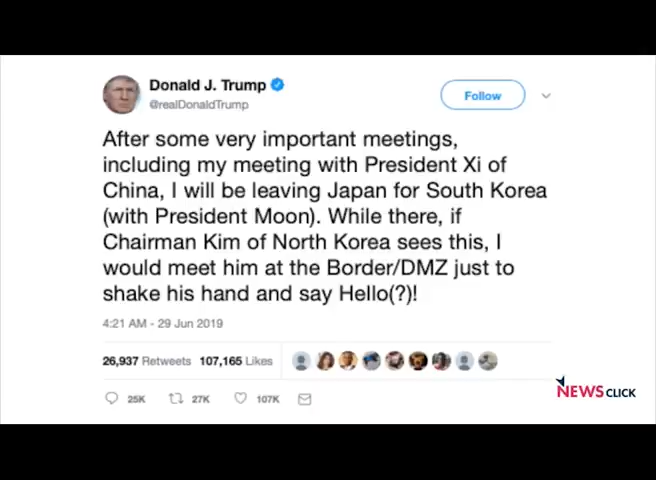 Donald J. Trump
@realDonaldTrump
Follow
After some very important meetings,
including my meeting with President Xi of
China, I will be leaving Japan for South Korea
(with President Moon). While there, if
Chairman Kim of North Korea sees this, I
would meet him at the Border/DMZ just to
shake his hand and say Hello(?)!
4:21 AM - 29 Jun 2019
26,937 Retweets 107,165 Likes
25K 27K 107K
NEWSCLICK